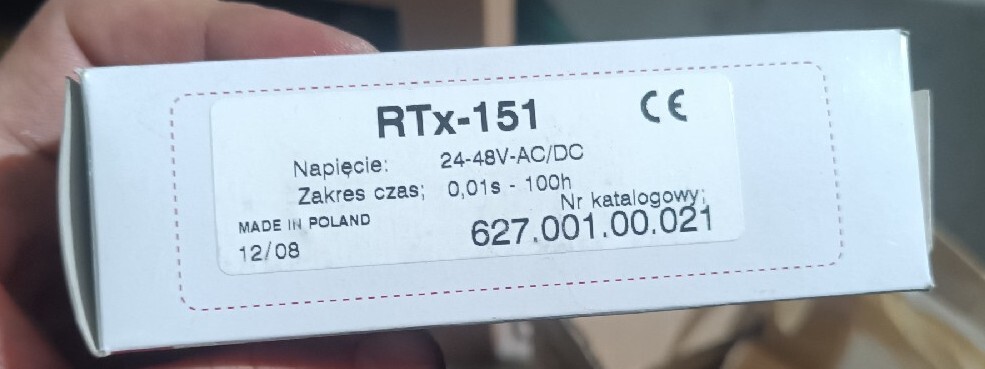 RTx-151
CE
Napięcie: 24-48V-AC/DC
Zakres czas; 0,01s - 100h
Nr katalogowy;
MADE IN POLAND
627.001.00.021
12/08